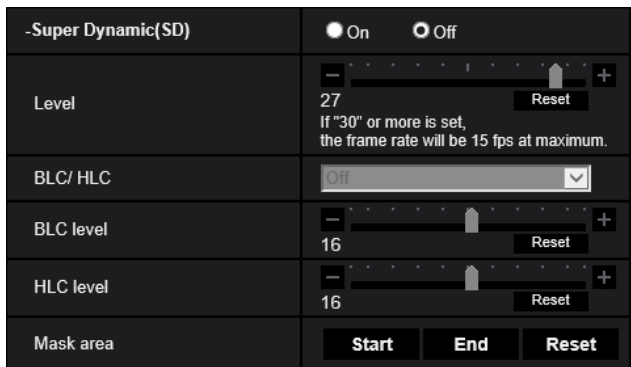 -Super Dynamic(SD) On Off
Level
27 Reset
If "30" or more is set,
the frame rate will be 15 fps at maximum.
BLC/ HLC Off
BLC level
16 Reset
HLC level
16 Reset
Mask area Start End Reset